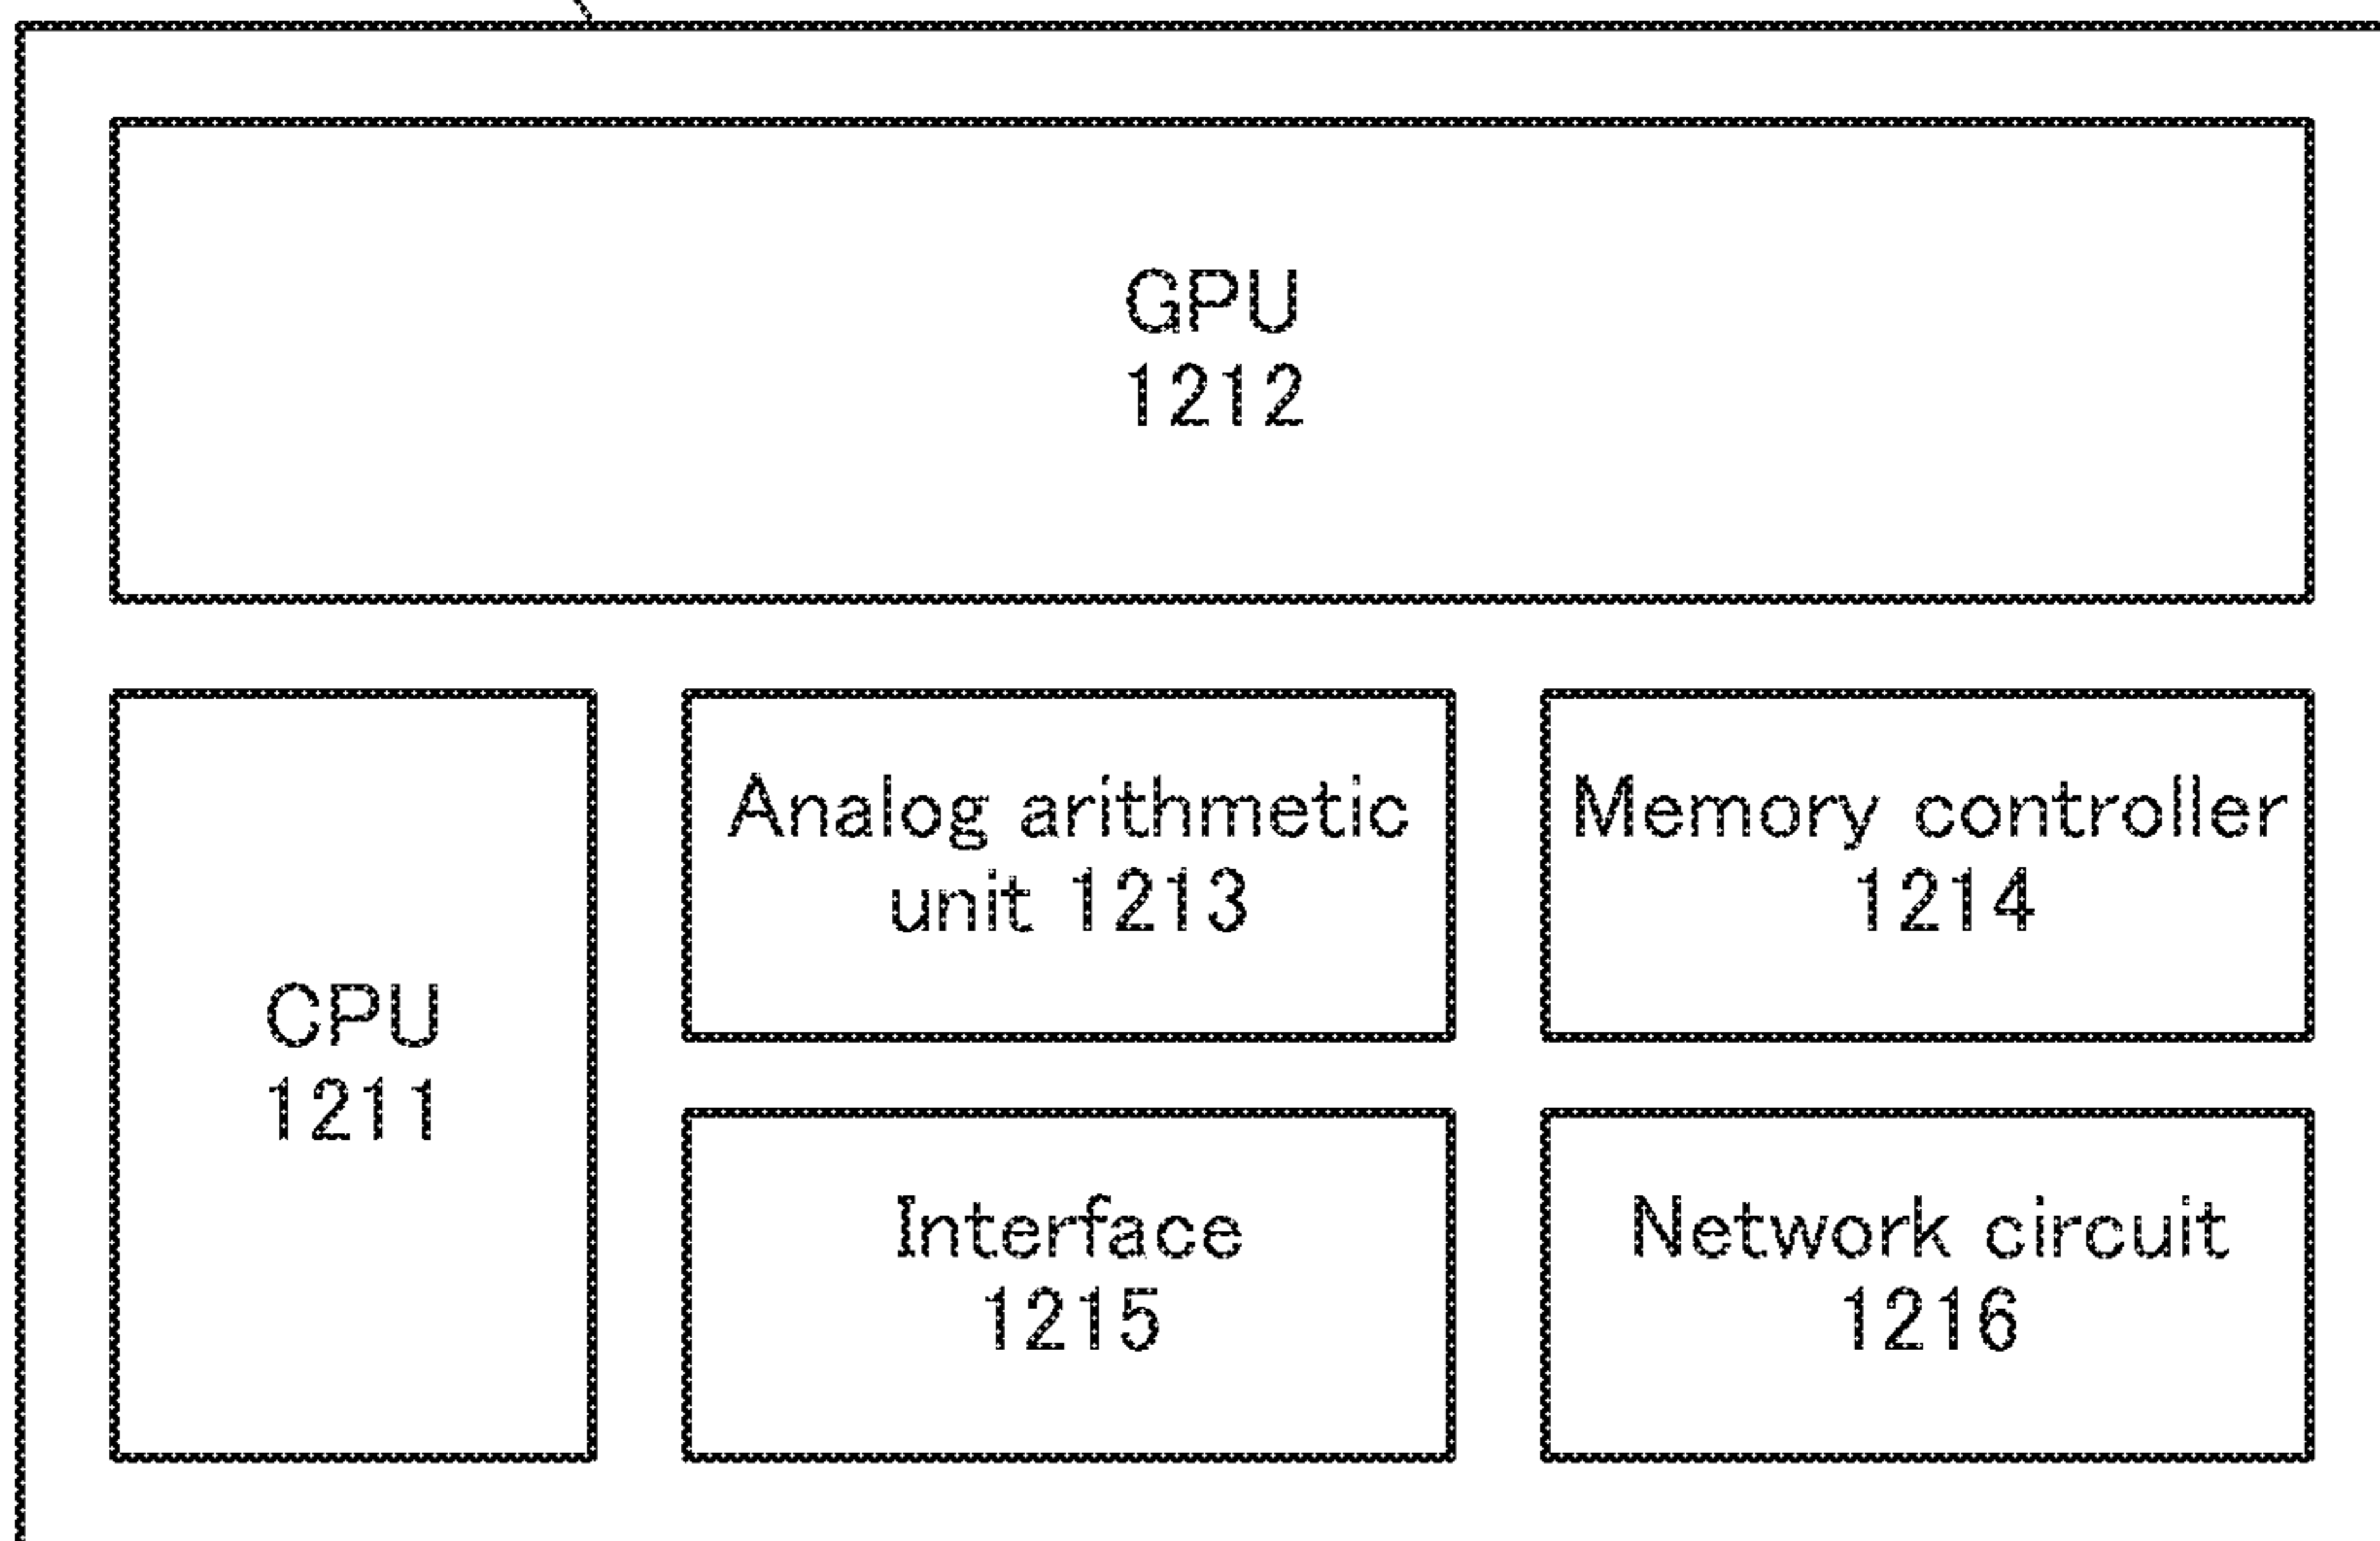 GPU
1212
CPU
1211
Analog arithmetic
unit 1213
Memory controller
1214
Interface
1215
Network circuit
1216